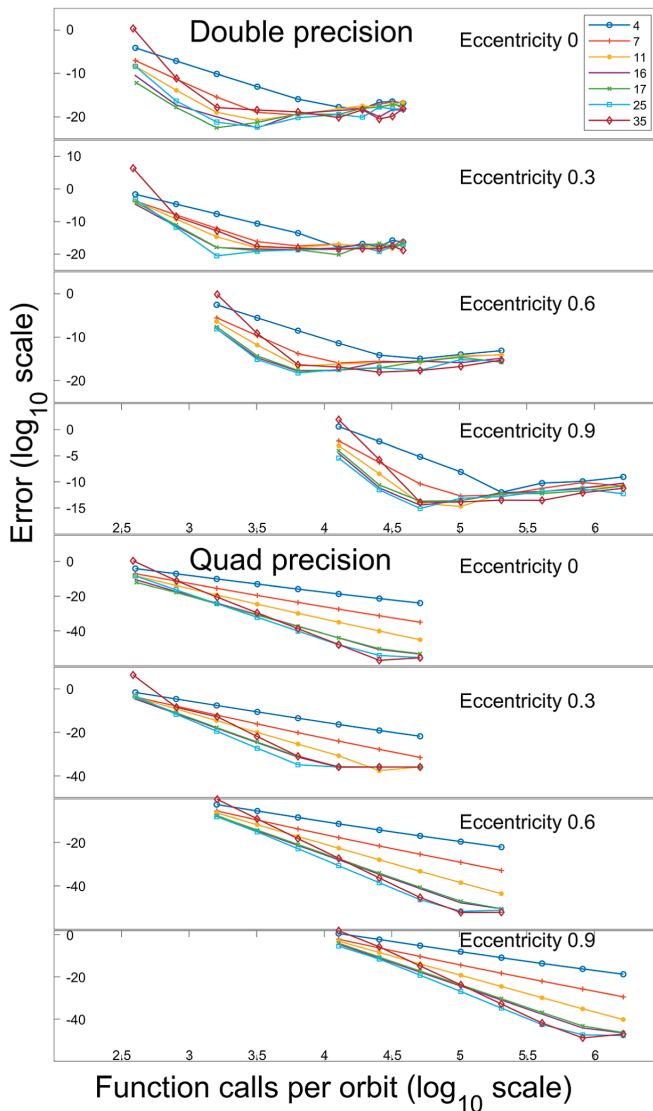 0
Double precision
Eccentricity 0
4
7
11
16
17
25
35
-10
-20
10
Eccentricity 0.3
0
-10
-20
0
Eccentricity 0.6
-10
-20
Error (log10 scale)
Eccentricity 0.9
0
-5
-10
-15
2.5 3 3.5 4 4.5 5 5.5 6
Quad precision
Eccentricity 0
0
-20
-40
Eccentricity 0.3
0
-20
-40
Eccentricity 0.6
-20
-40
Eccentricity 0.9
0
-20
-40
2.5 3 3.5 4 4.5 5 5.5 6
Function calls per orbit (log10 scale)